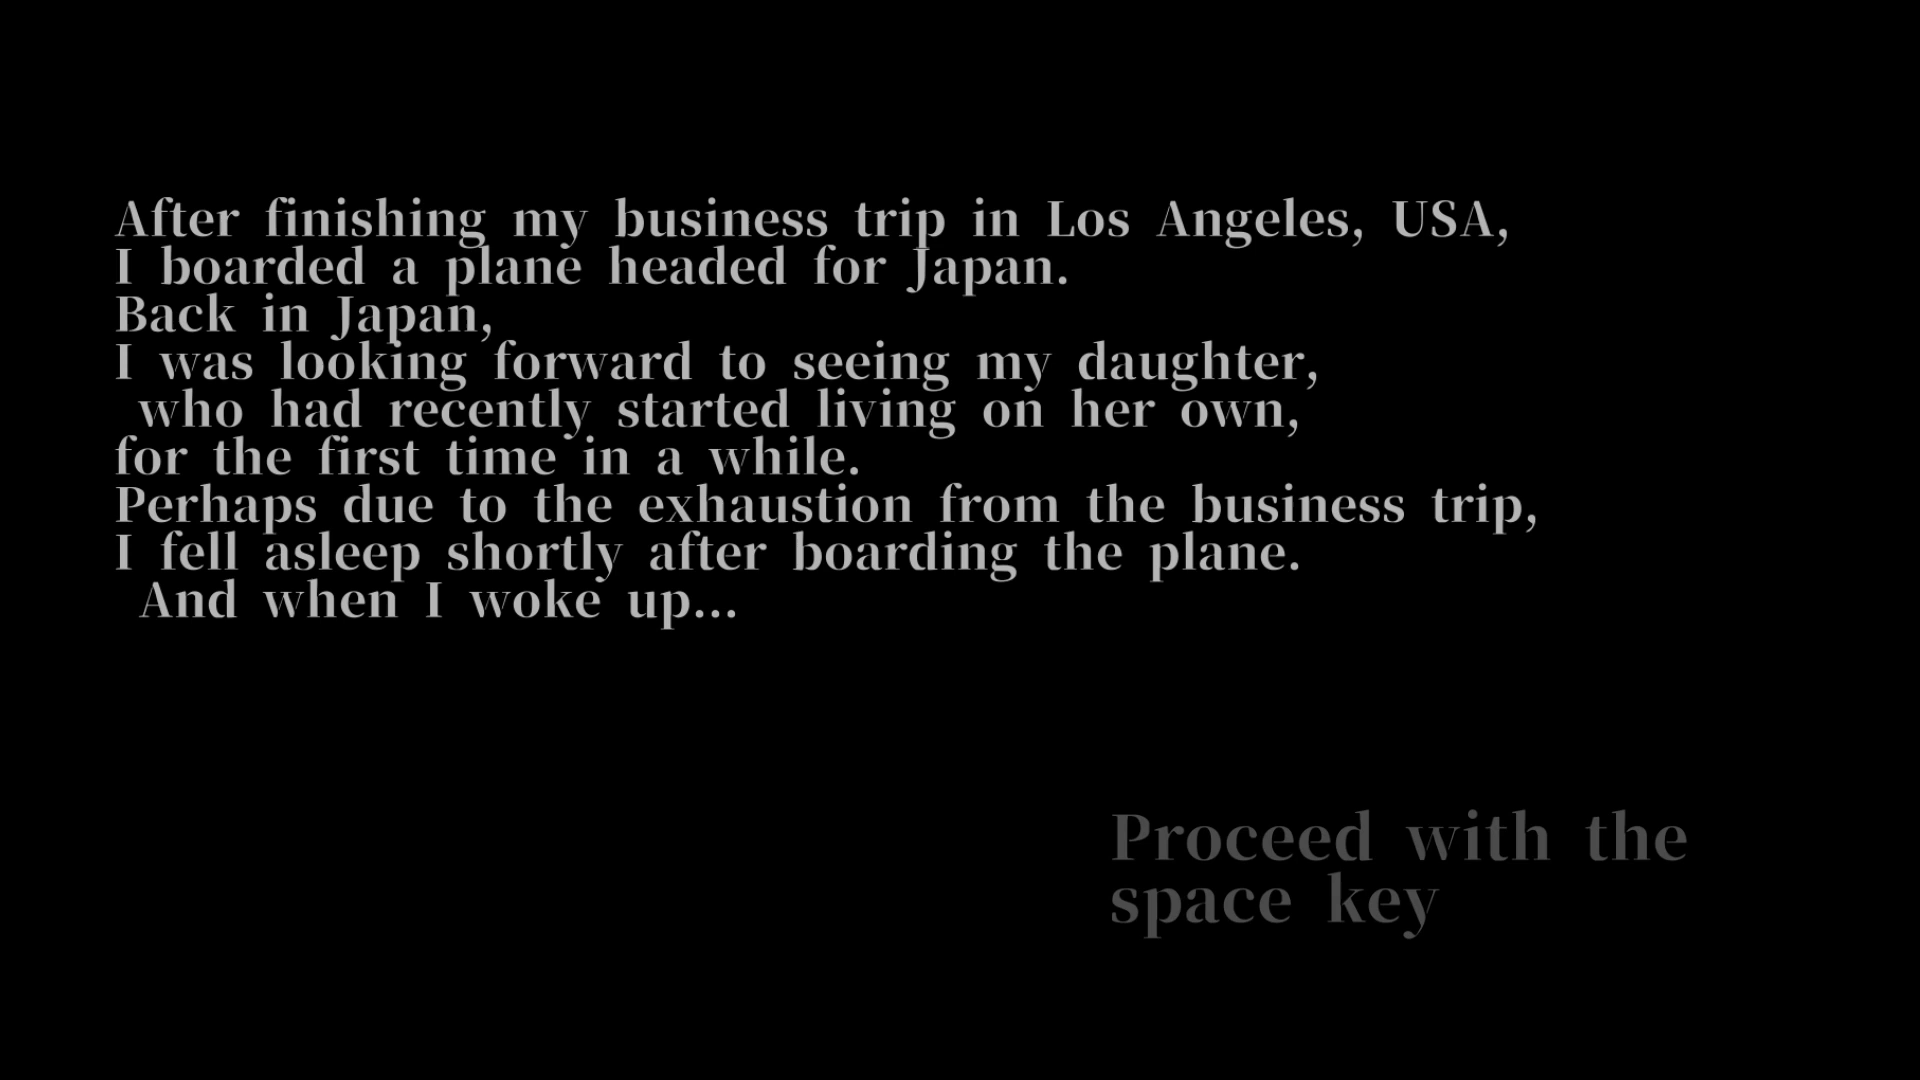 After finishing my business trip in Los Angeles, USA,
I boarded a plane headed for Japan.
Back in Japan,
I was looking forward to seeing my daughter,
who had recently started living on her own,
for the first time in a while.
Perhaps due to the exhaustion from the business trip,
I fell asleep shortly after boarding the plane.
And when I woke up...
Proceed with the
space key